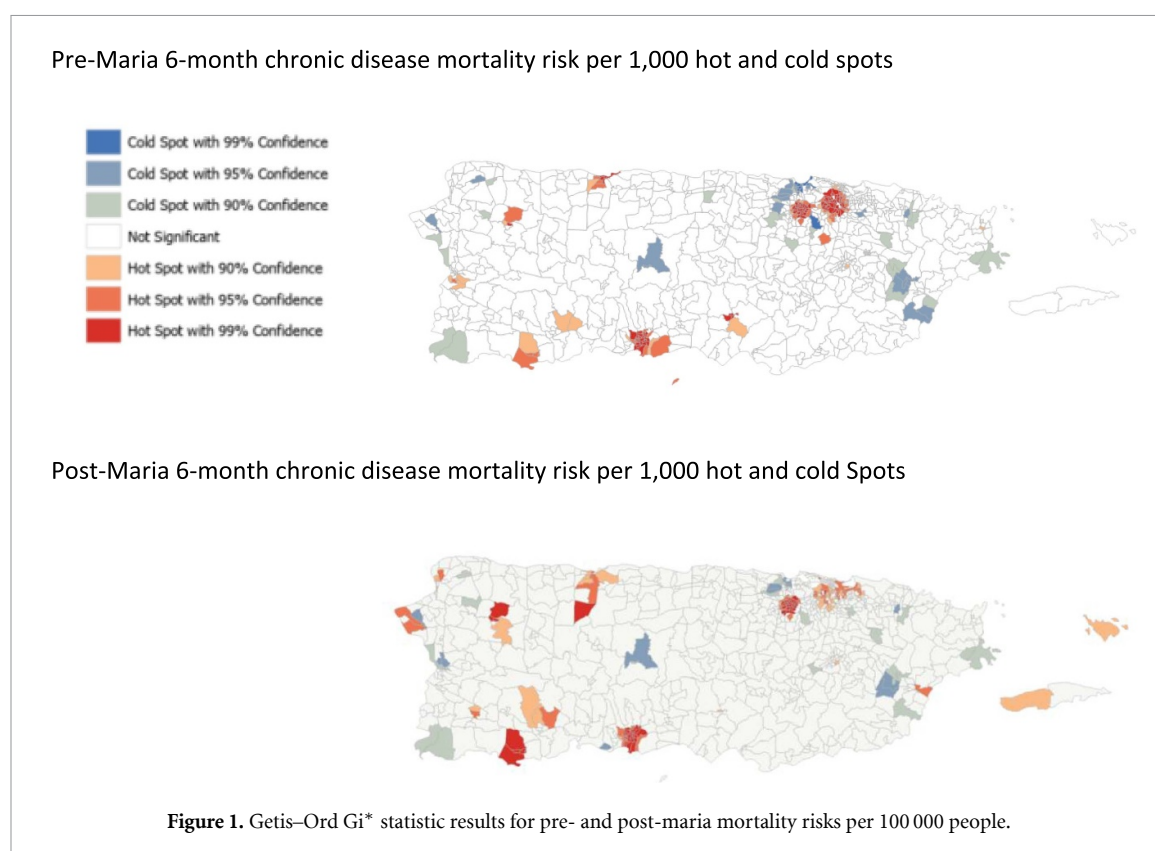 Pre-Maria 6-month chronic disease mortality risk per 1,000 hot and cold spots
Cold Spot with 99% Confidence
Cold Spot with 95% Confidence
Cold Spot with 90% Confidence
Not Significant
Hot Spot with 90% Confidence
Hot Spot with 95% Confidence
Hot Spot with 99% Confidence
Post-Maria 6-month chronic disease mortality risk per 1,000 hot and cold Spots
Figure 1. Getis–Ord Gi* statistic results for pre- and post-maria mortality risks per 100 000 people.